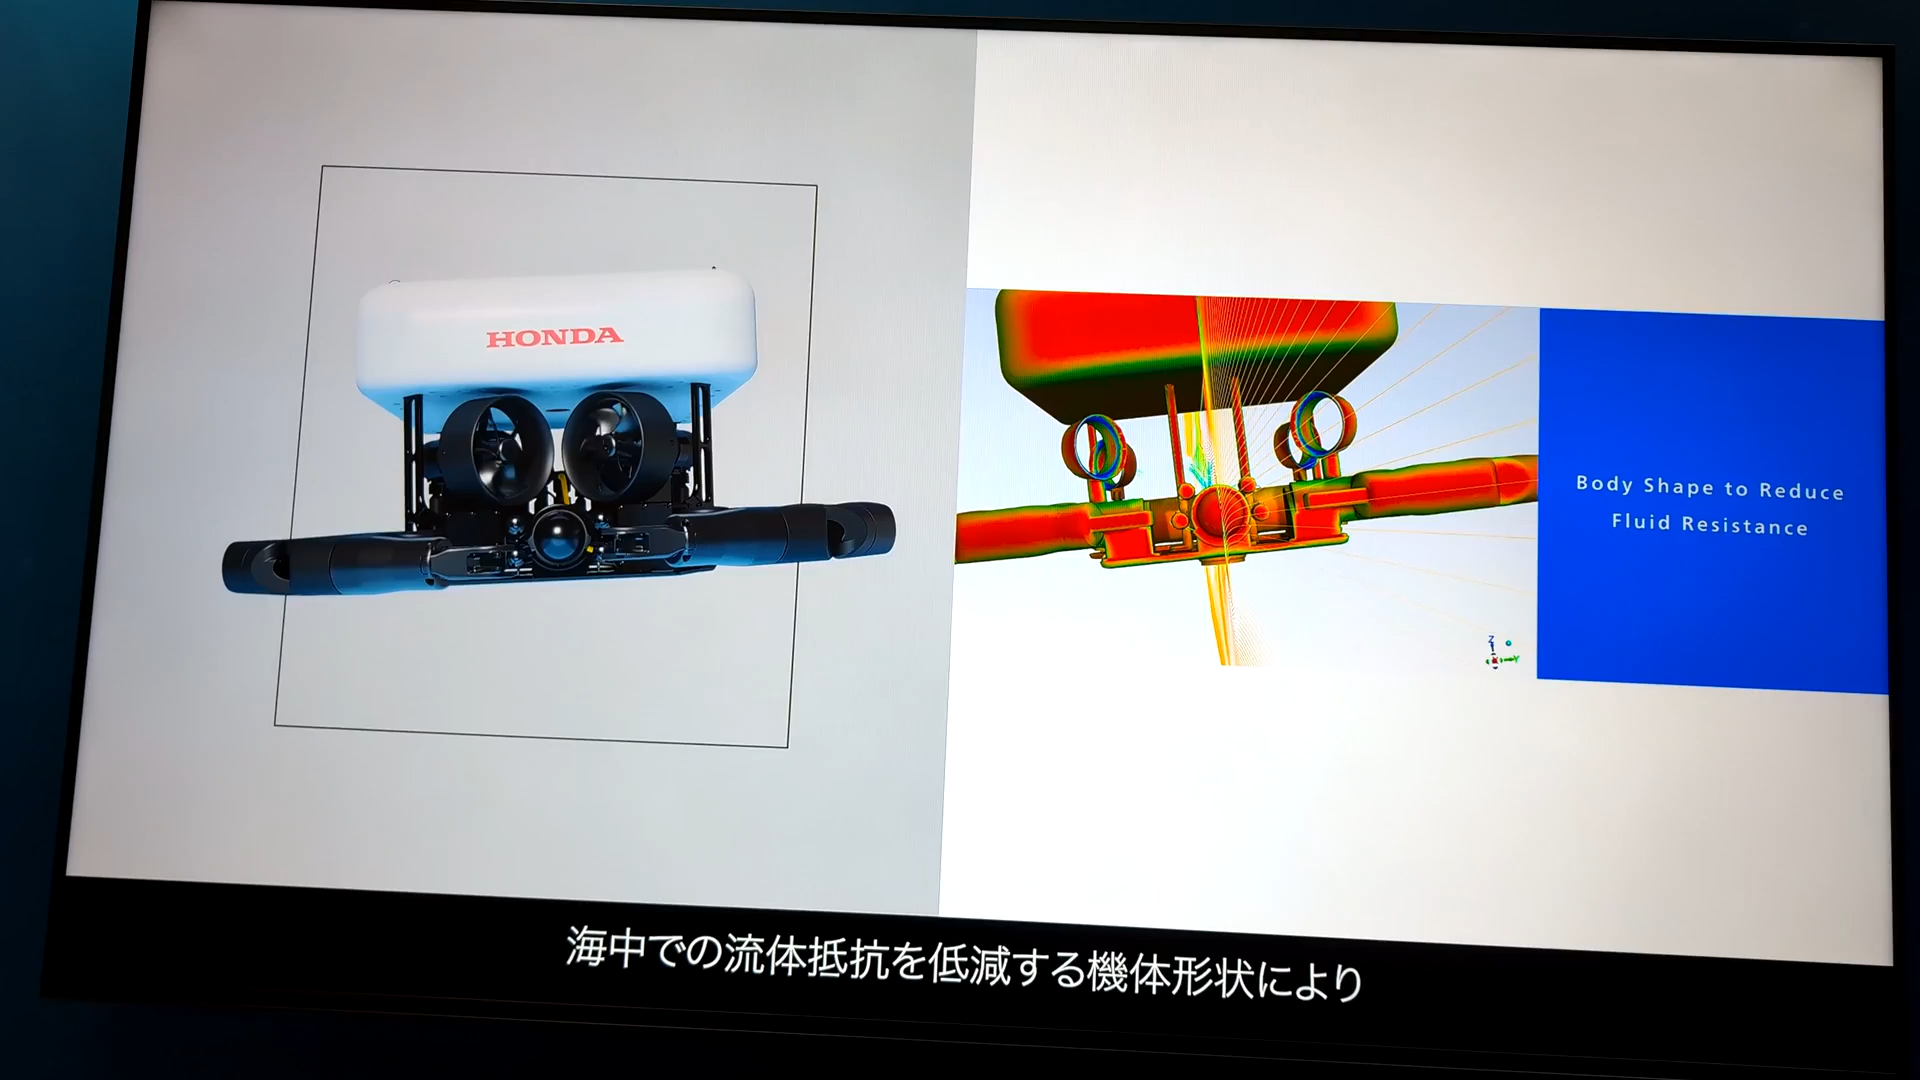 HONDA
Body Shape to Reduce
Fluid Resistance
Z
Y
海中での流体抵抗を低減する機体形状により